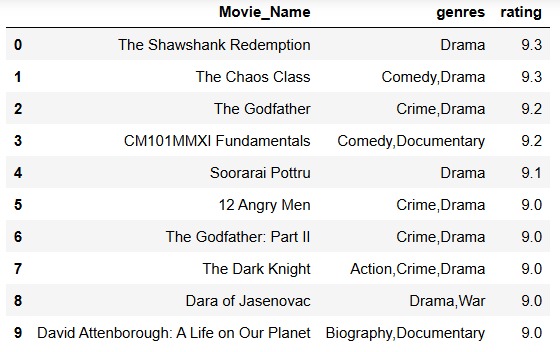 Movie_Name genres rating
0 The Shawshank Redemption Drama 9.3
1 The Chaos Class Comedy,Drama 9.3
2 The Godfather Crime,Drama 9.2
3 CM101MMXI Fundamentals Comedy,Documentary 9.2
4 Soorarai Pottru Drama 9.1
5 12 Angry Men Crime,Drama 9.0
6 The Godfather: Part II Crime,Drama 9.0
7 The Dark Knight Action,Crime,Drama 9.0
8 Dara of Jasenovac Drama,War 9.0
9 David Attenborough: A Life on Our Planet Biography,Documentary 9.0